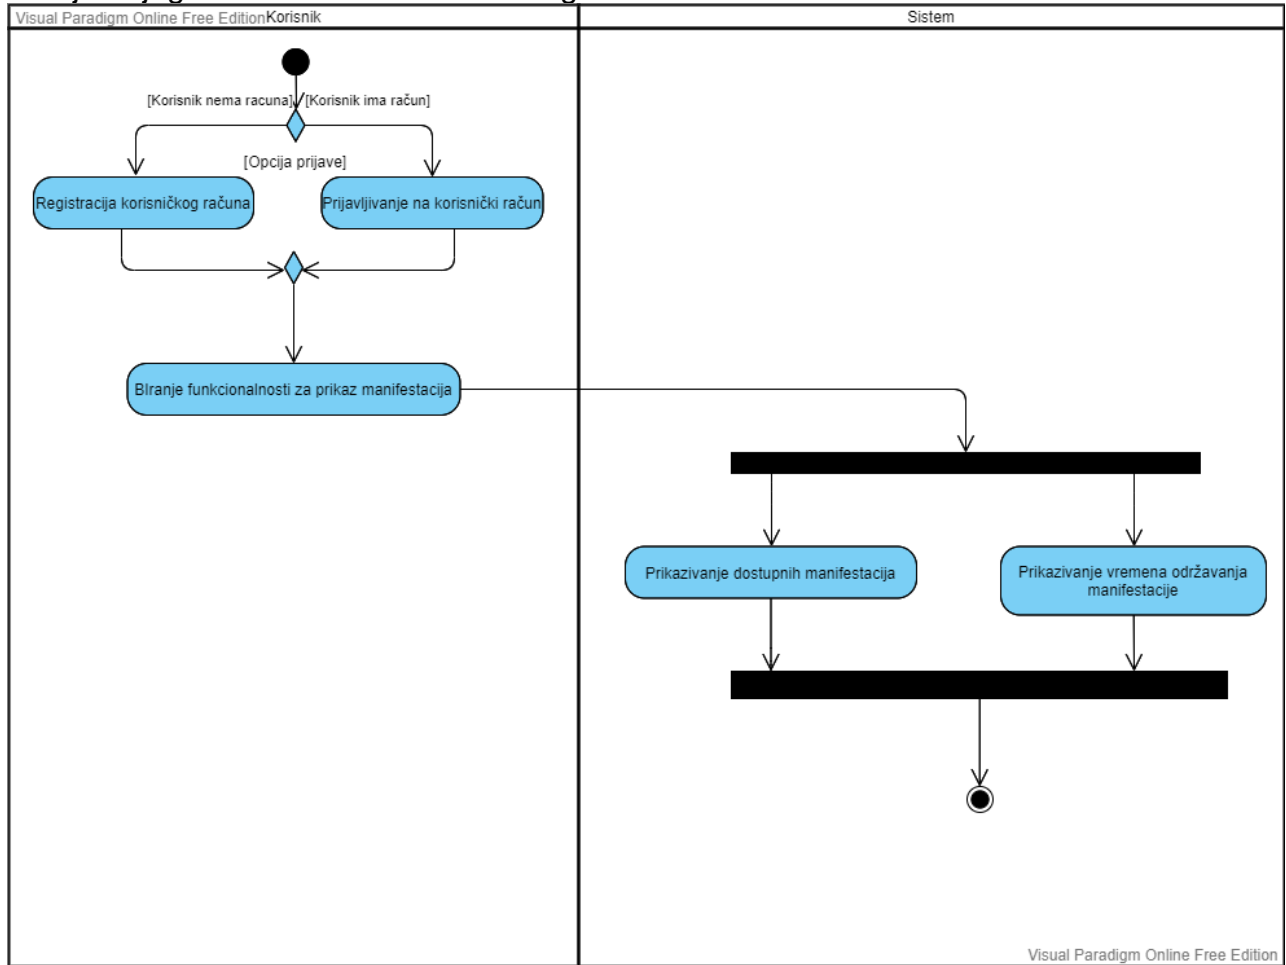 Visual Paradigm Online Free Edition
Korisnik
Sistem
[Korisnik nema racuna]
[Korisnik ima račun]
[Opcija prijave]
Registracija korisničkog računa
Prijavljivanje na korisnički račun
BIranje funkcionalnosti za prikaz manifestacija
Prikazivanje dostupnih manifestacija
Prikazivanje vremena održavanja
manifestacije
Visual Paradigm Online Free Edition